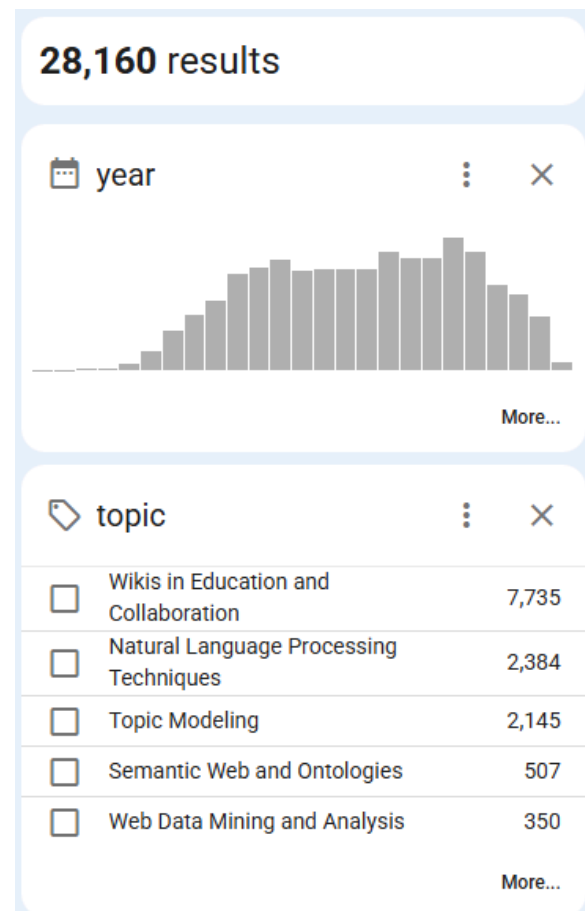 28,160 results
year
More...
topic
Wikis in Education and
Collaboration
7,735
Natural Language Processing
Techniques
2,384
Topic Modeling 2,145
Semantic Web and Ontologies 507
Web Data Mining and Analysis 350
More...